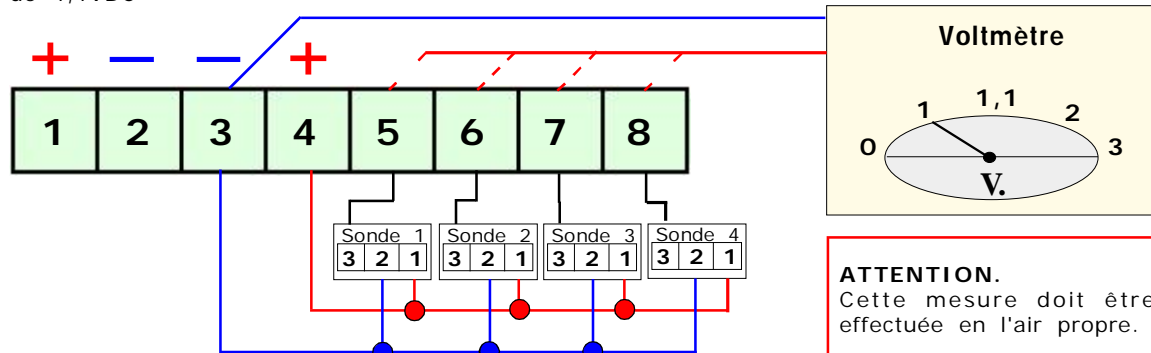 + — — +
1 2 3 4 5 6 7 8
Sonde 1
3 2 1
Sonde 2
3 2 1
Sonde 3
3 2 1
Sonde 4
3 2 1
Voltmètre
0 1 1,1 2 3
V.
ATTENTION.
Cette mesure doit être
effectuée en l'air propre.